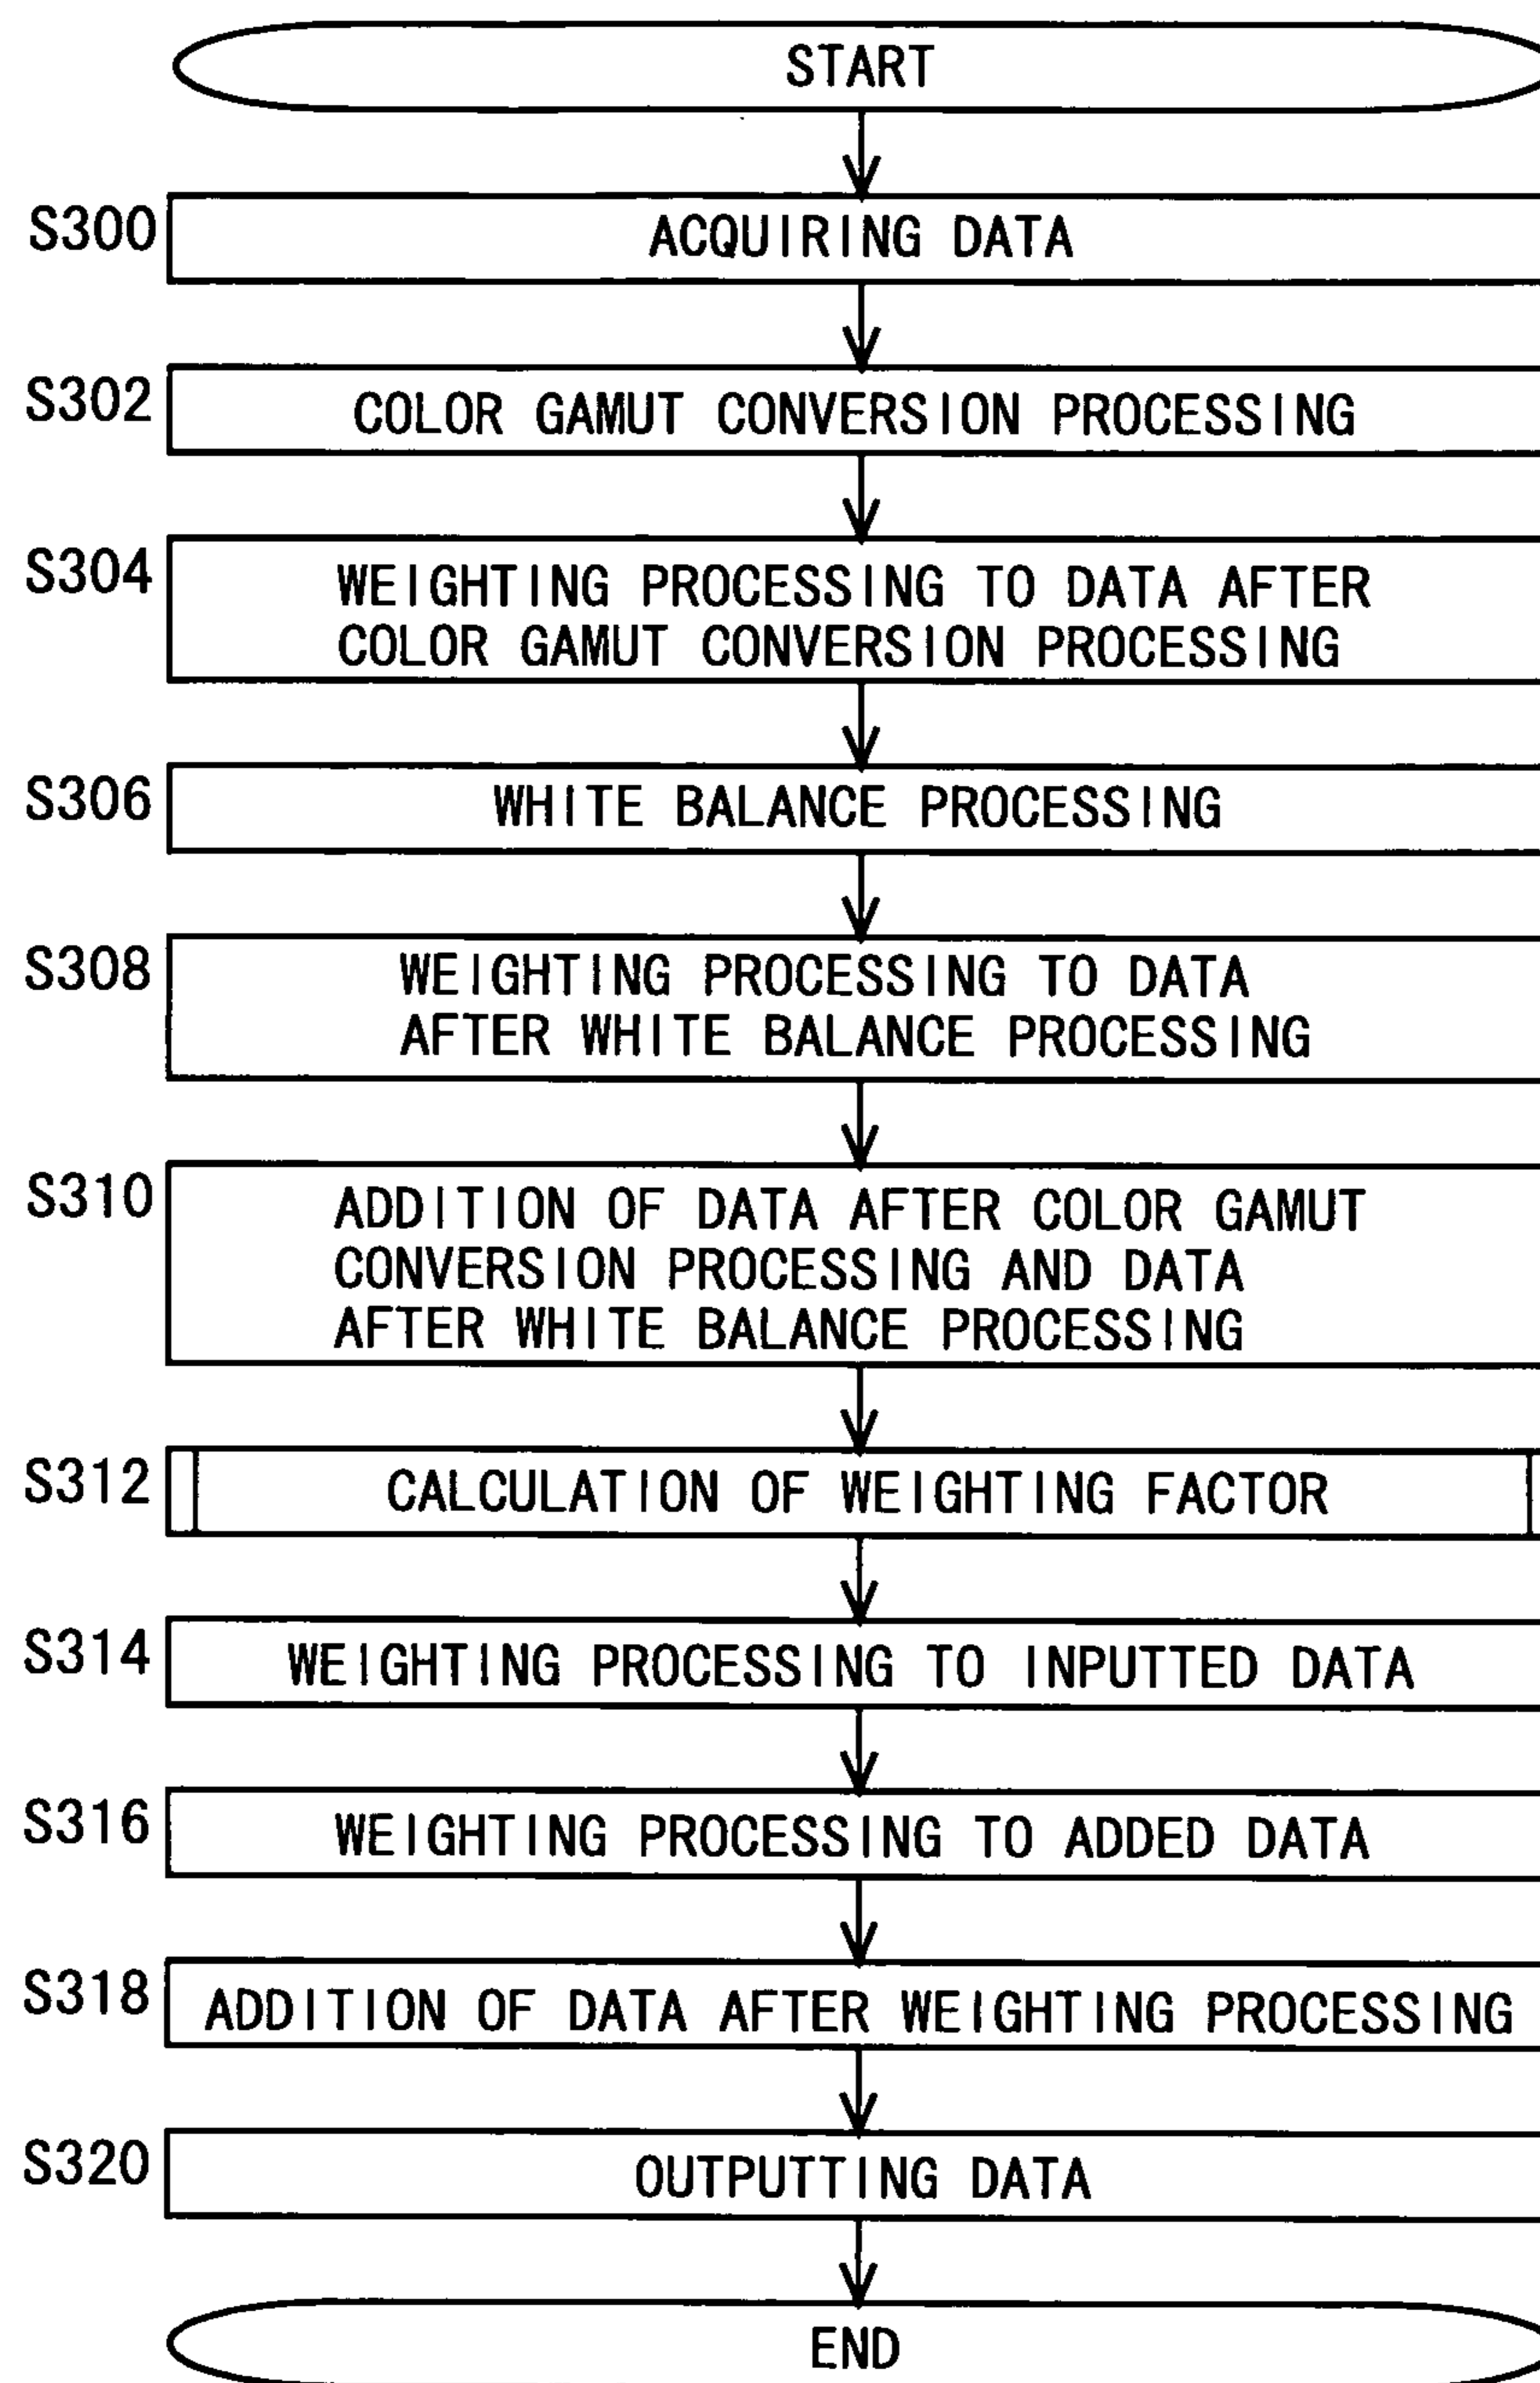 START
S300
ACQUIRING DATA
S302
COLOR GAMUT CONVERSION PROCESSING
S304
WEIGHTING PROCESSING TO DATA AFTER
COLOR GAMUT CONVERSION PROCESSING
S306
WHITE BALANCE PROCESSING
S308
WEIGHTING PROCESSING TO DATA
AFTER WHITE BALANCE PROCESSING
S310
ADDITION OF DATA AFTER COLOR GAMUT
CONVERSION PROCESSING AND DATA
AFTER WHITE BALANCE PROCESSING
S312
CALCULATION OF WEIGHTING FACTOR
S314
WEIGHTING PROCESSING TO INPUTTED DATA
S316
WEIGHTING PROCESSING TO ADDED DATA
S318
ADDITION OF DATA AFTER WEIGHTING PROCESSING
S320
OUTPUTTING DATA
END